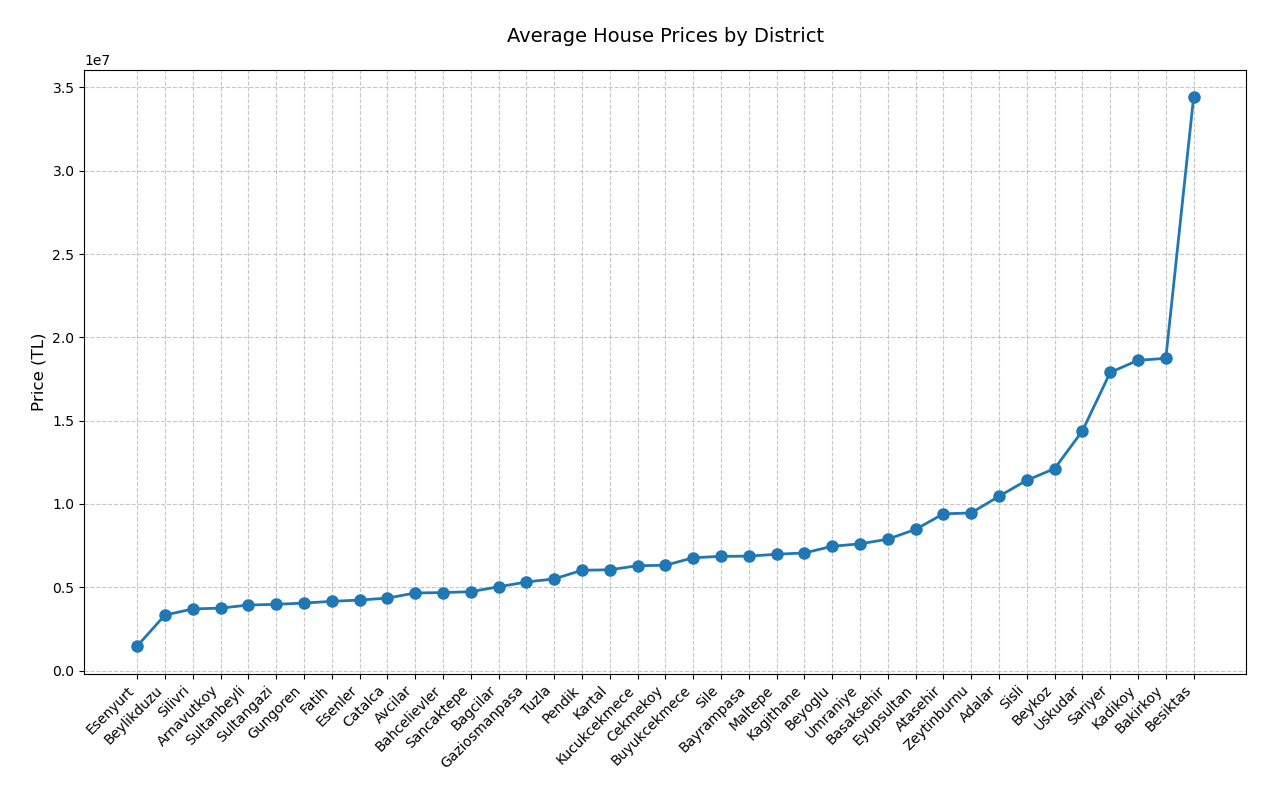 Average House Prices by District
1e7
3.5
3.0
2.5
2.0
1.5
1.0
0.5
0.0
Price (TL)
Esenyurt
Beylikduzu
Silivri
Arnavutkoy
Sultanbeyli
Sultangazi
Gungoren
Fatih
Esenler
Catalca
Avcilar
Bahcelievler
Sancaktepe
Bagcilar
Gaziosmanpasa
Tuzla
Pendik
Kartal
Kucukcekmece
Cekmekoy
Buyukcekmece
Sile
Bayrampasa
Maltepe
Kagithane
Beyoglu
Umraniye
Basaksehir
Eyupsultan
Atasehir
Zeytinburnu
Adalar
Sisli
Beykoz
Uskudar
Sariyer
Kadikoy
Bakirkoy
Besiktas